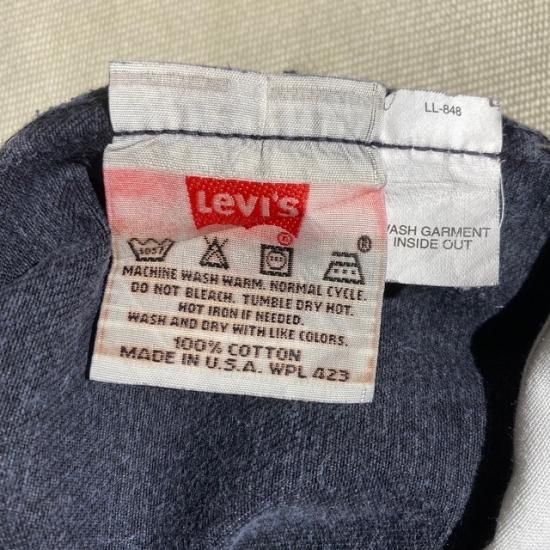 LL-848
Levi's
®
WASH GARMENT
INSIDE OUT
MACHINE WASH WARM. NORMAL CYCLE.
DO NOT BLEACH. TUMBLE DRY HOT.
HOT IRON IF NEEDED.
WASH AND DRY WITH LIKE COLORS.
100% COTTON
MADE IN U.S.A. WPL 423